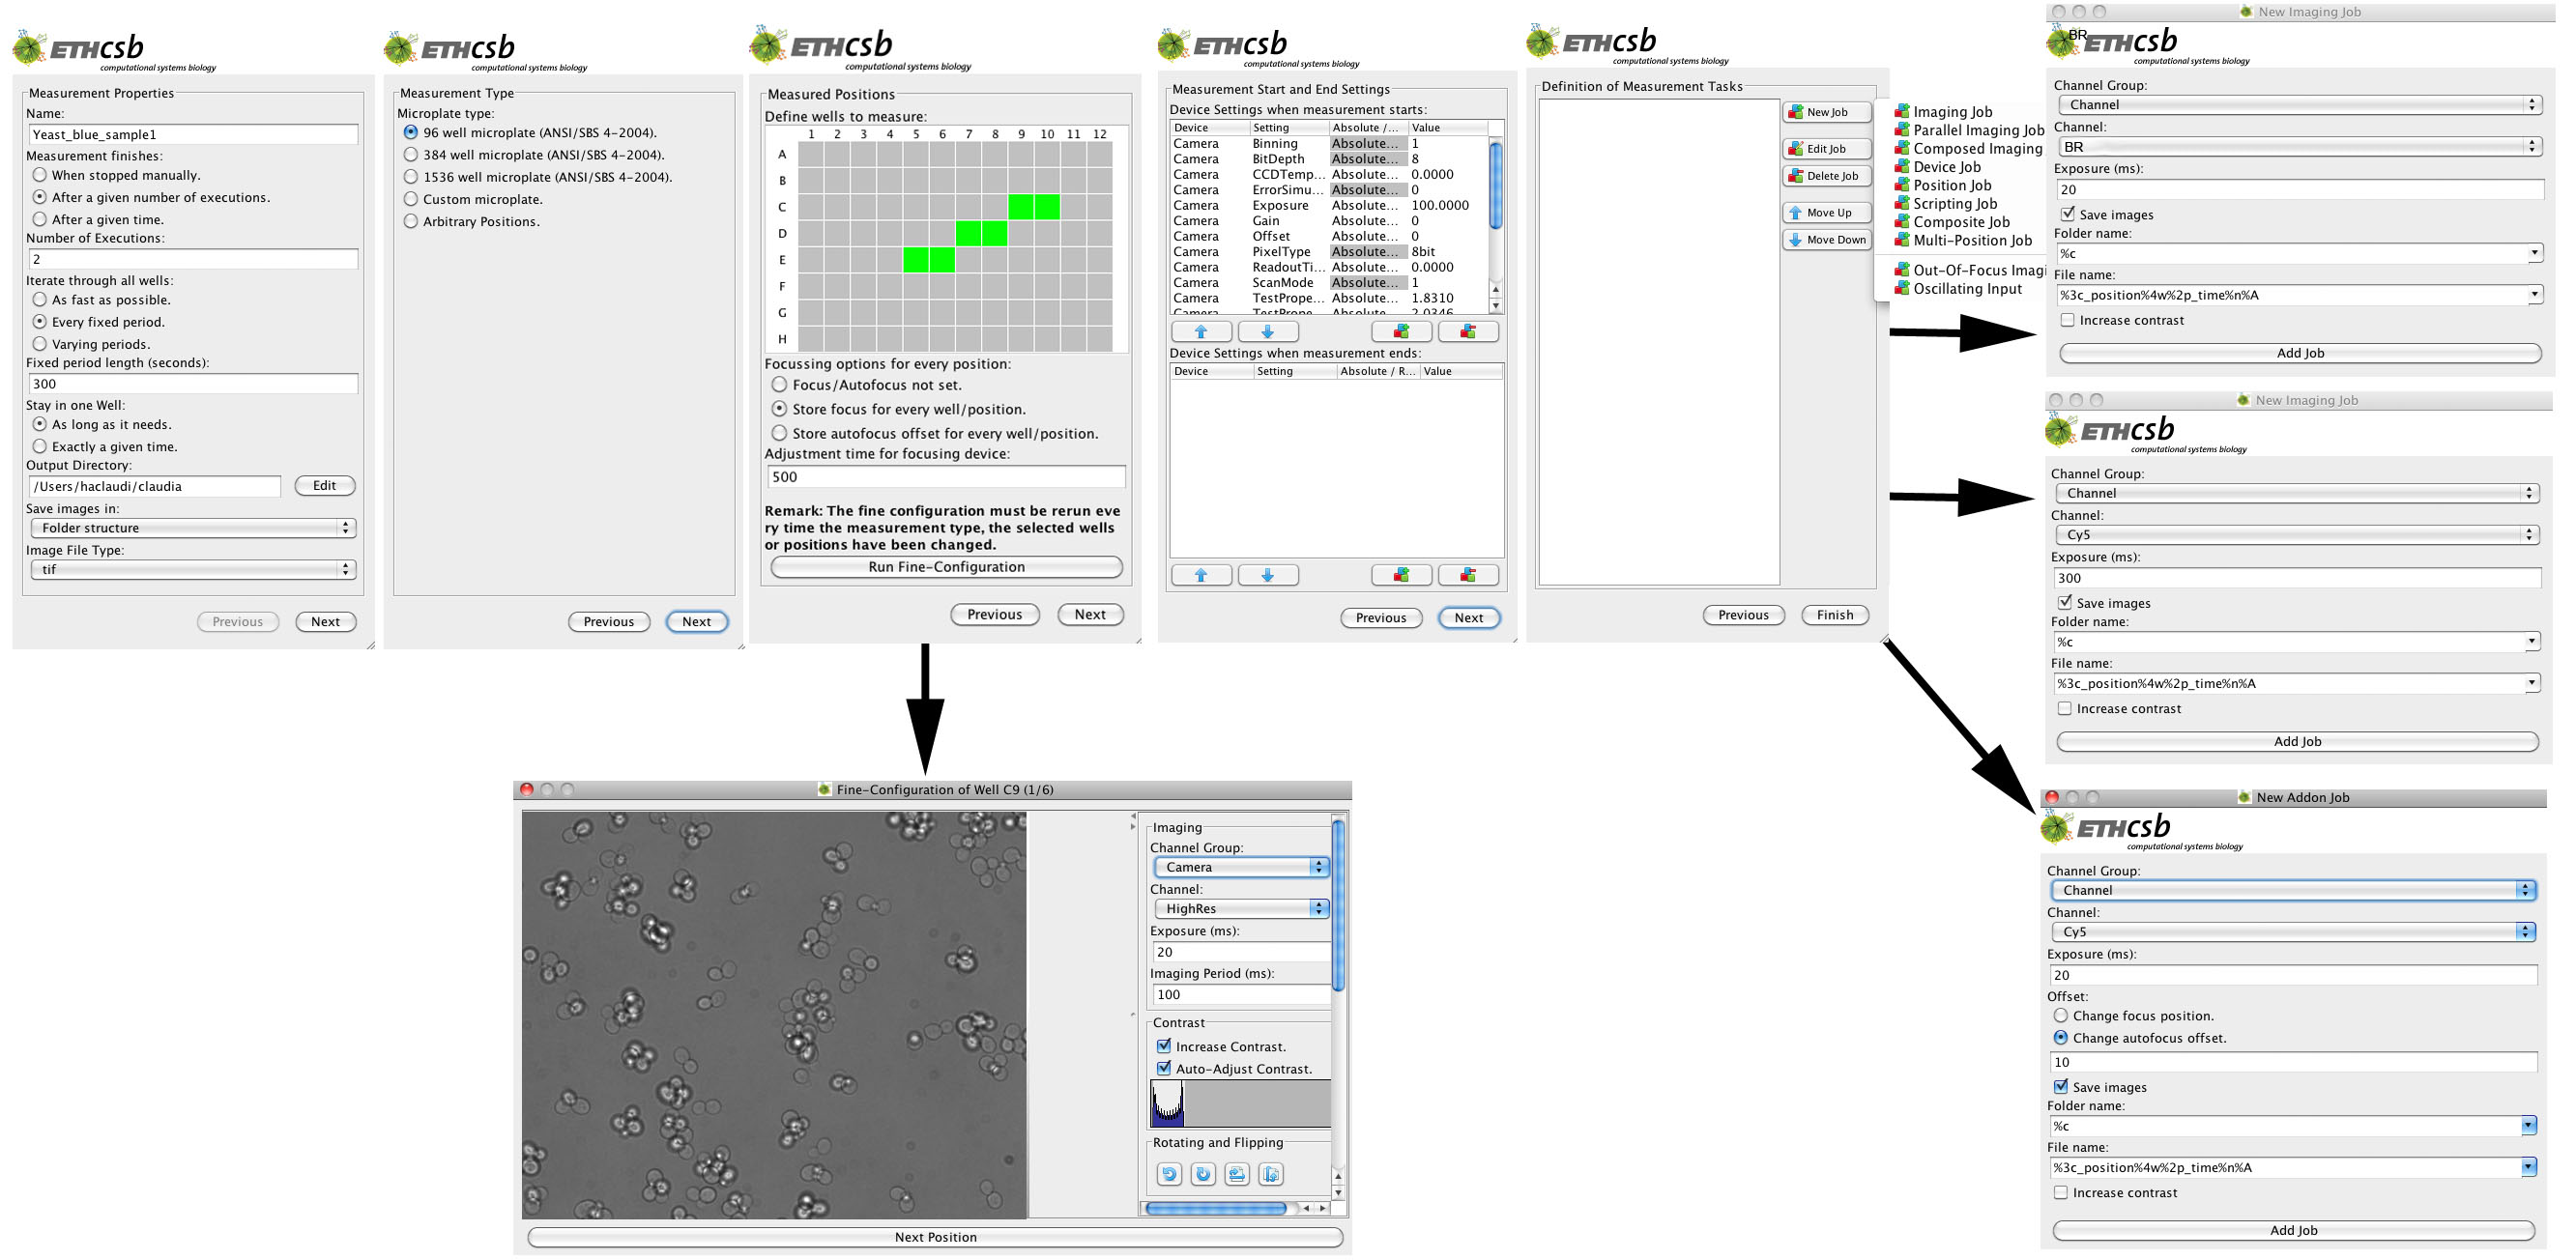 ETHcsb
computational systems biology
Measurement Properties
Name:
Yeast_blue_sample1
Measurement finishes:
When stopped manually.
After a given number of executions.
After a given time.
Number of Executions:
2
Iterate through all wells:
As fast as possible.
Every fixed period.
Varying periods.
Fixed period length (seconds):
300
Stay in one Well:
As long as it needs.
Exactly a given time.
Output Directory:
/Users/haclaudi/claudia
Edit
Save images in:
Folder structure
Image File Type:
tif
Previous Next
ETHcsb
computational systems biology
Measurement Type
Microplate type:
96 well microplate (ANSI/SBS 4-2004).
384 well microplate (ANSI/SBS 4-2004).
1536 well microplate (ANSI/SBS 4-2004).
Custom microplate.
Arbitrary Positions.
Previous Next
ETHcsb
computational systems biology
Measured Positions
Define wells to measure:
1 2 3 4 5 6 7 8 9 10 11 12
A
B
C
D
E
F
G
H
Focussing options for every position:
Focus/Autofocus not set.
Store focus for every well/position.
Store autofocus offset for every well/position.
Adjustment time for focusing device:
500
Remark: The fine configuration must be rerun eve
ry time the measurement type, the selected wells
or positions have been changed.
Run Fine-Configuration
Previous Next
ETHcsb
computational systems biology
Measurement Start and End Settings
Device Settings when measurement starts:
Device Setting Absolute /... Value
Camera Binning Absolute... 1
Camera BitDepth Absolute... 8
Camera CCDTemp... Absolute... 0.0000
Camera ErrorSimu... Absolute... 0
Camera Exposure Absolute... 100.0000
Camera Gain Absolute... 0
Camera Offset Absolute... 0
Camera PixelType Absolute... 8bit
Camera ReadoutTi... Absolute... 0.0000
Camera ScanMode Absolute... 1
Camera TestPrope... Absolute... 1.8310
Camera TestPrope... Absolute... 2.0346
Device Settings when measurement ends:
Device Setting Absolute / R... Value
Previous Next
ETHcsb
computational systems biology
Definition of Measurement Tasks
New Job
Edit Job
Delete Job
Move Up
Move Down
Imaging Job
Parallel Imaging Job
Composed Imaging
Device Job
Position Job
Scripting Job
Composite Job
Multi-Position Job
Out-Of-Focus Imagi
Oscillating Input
Previous Finish
New Imaging Job
BR
ETHcsb
computational systems biology
Channel Group:
Channel
Channel:
BR
Exposure (ms):
20
Save images
Folder name:
%c
File name:
%3c_position%4w%2p_time%n%A
Increase contrast
Add Job
New Imaging Job
ETHcsb
computational systems biology
Channel Group:
Channel
Channel:
Cy5
Exposure (ms):
300
Save images
Folder name:
%c
File name:
%3c_position%4w%2p_time%n%A
Increase contrast
Add Job
Fine-Configuration of Well C9 (1/6)
Imaging
Channel Group:
Camera
Channel:
HighRes
Exposure (ms):
20
Imaging Period (ms):
100
Contrast
Increase Contrast.
Auto-Adjust Contrast.
Rotating and Flipping
Next Position
New Addon Job
ETHcsb
computational systems biology
Channel Group:
Channel
Channel:
Cy5
Exposure (ms):
20
Offset:
Change focus position.
Change autofocus offset.
10
Save images
Folder name:
%c
File name:
%3c_position%4w%2p_time%n%A
Increase contrast
Add Job